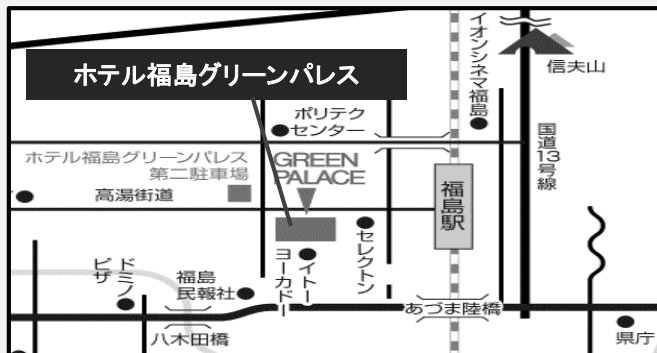 ホテル福島グリーンパレス
イオンシネマ福島
信夫山
ポリテク
センター
国道13号線
ホテル福島グリーンパレス
第二駐車場
GREEN
PALACE
高湯街道
福島駅
セレクトン
イトー
ヨーカドー
ドミノ
ピザ
福島
民報社
あづま陸橋
八木田橋
県庁